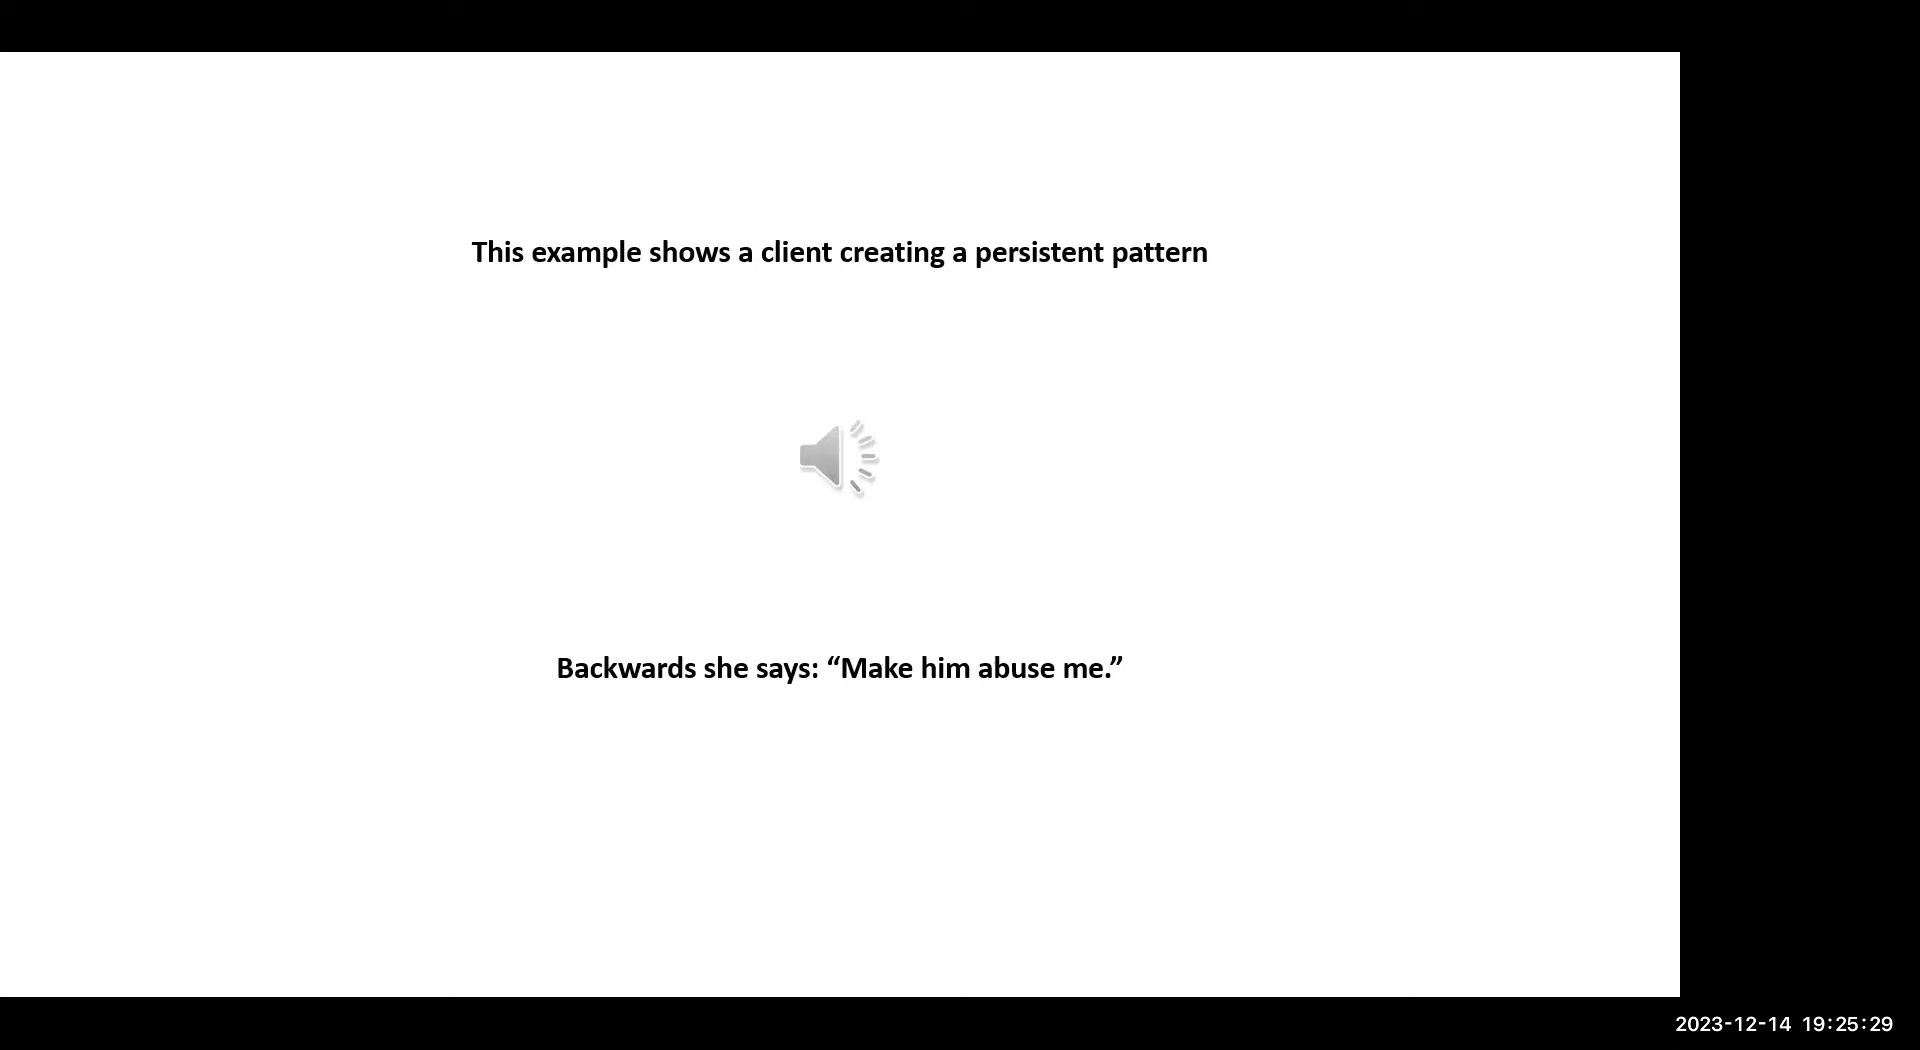 This example shows a client creating a persistent pattern
Backwards she says: “Make him abuse me.”
2023-12-14 19:25:29